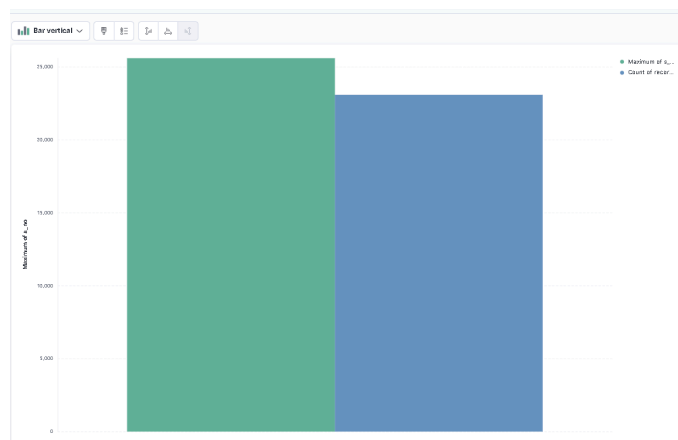 Bar vertical
25,000
20,000
15,000
10,000
5,000
0
Maximum of s_no
Maximum of s_...
Count of recor...